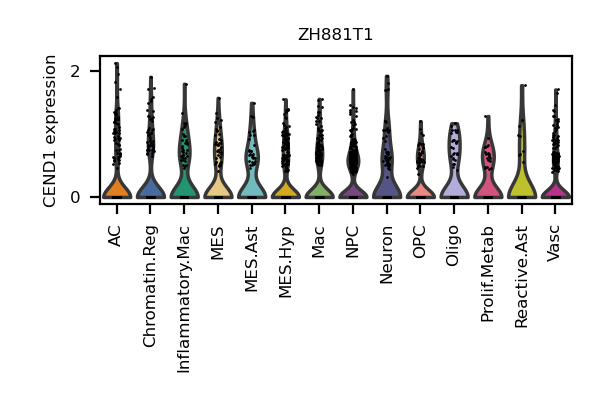 ZH881T1
CEND1 expression
2
0
AC
Chromatin.Reg
Inflammatory.Mac
MES
MES.Ast
MES.Hyp
Mac
NPC
Neuron
OPC
Oligo
Prolif.Metab
Reactive.Ast
Vasc